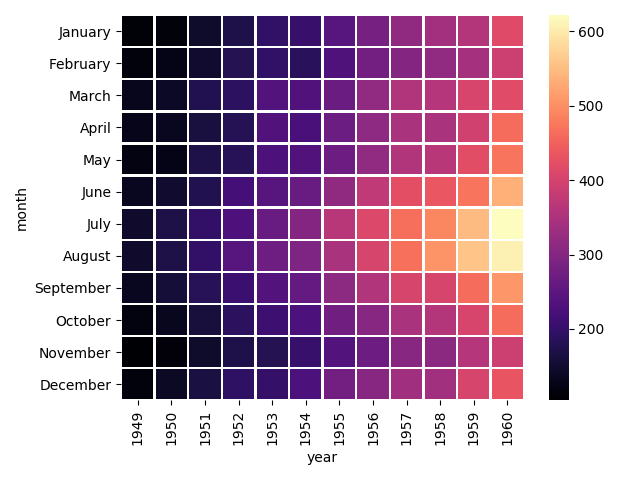 January
February
March
April
May
June
July
August
September
October
November
December
month
1949 1950 1951 1952 1953 1954 1955 1956 1957 1958 1959 1960
year
600
500
400
300
200